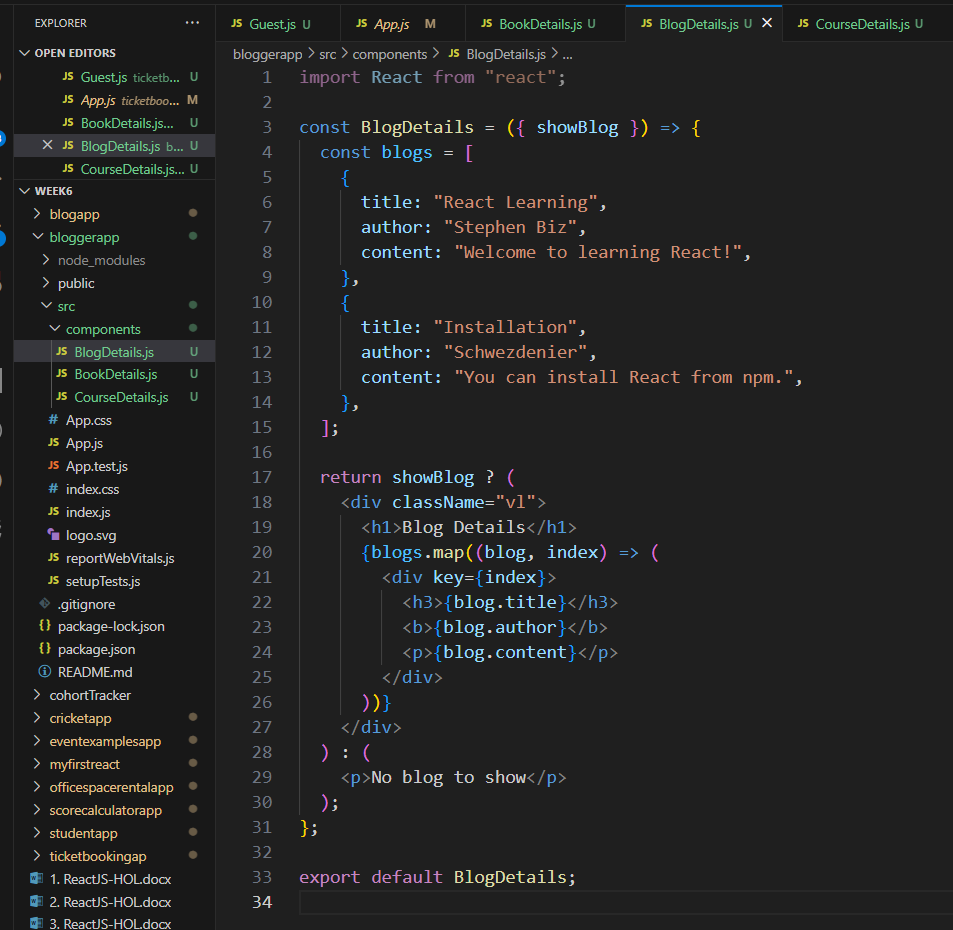 EXPLORER ...
OPEN EDITORS
JS Guest.js ticketb... U
JS App.js ticketboo... M
JS BookDetails.js... U
JS BlogDetails.js b... U
JS CourseDetails.js... U
WEEK6
blogapp
bloggerapp
node_modules
public
src
components
JS BlogDetails.js U
JS BookDetails.js U
JS CourseDetails.js U
# App.css
JS App.js
JS App.test.js
# index.css
JS index.js
logo.svg
JS reportWebVitals.js
JS setupTests.js
.gitignore
{} package-lock.json
{} package.json
README.md
cohortTracker
cricketapp
eventexamplesapp
myfirstreact
officespacerentalapp
scorecalculatorapp
studentapp
ticketbookingap
1. ReactJS-HOL.docx
2. ReactJS-HOL.docx
3. ReactJS-HOL.docx
JS Guest.js U JS App.js M JS BookDetails.js U JS BlogDetails.js U JS CourseDetails.js U
bloggerapp > src > components > JS BlogDetails.js > ...
1 import React from "react";
2
3 const BlogDetails = ({ showBlog }) => {
4 const blogs = [
5 {
6 title: "React Learning",
7 author: "Stephen Biz",
8 content: "Welcome to learning React!",
9 },
10 {
11 title: "Installation",
12 author: "Schwezdenier",
13 content: "You can install React from npm.",
14 },
15 ];
16
17 return showBlog ? (
18 <div className="vl">
19 <h1>Blog Details</h1>
20 {blogs.map((blog, index) => (
21 <div key={index}>
22 <h3>{blog.title}</h3>
23 <b>{blog.author}</b>
24 <p>{blog.content}</p>
25 </div>
26 ))}
27 </div>
28 ) : (
29 <p>No blog to show</p>
30 );
31 };
32
33 export default BlogDetails;
34